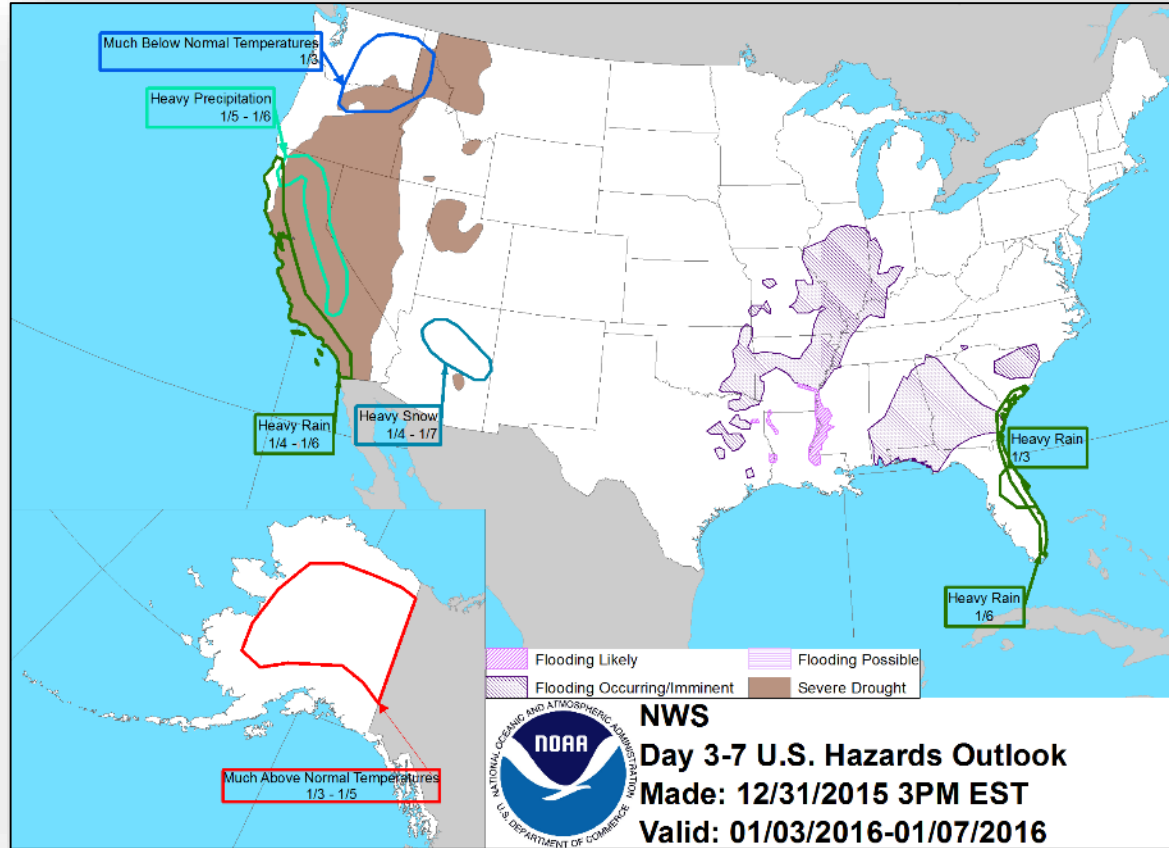 Much Below Normal Temperatures
1/3
Heavy Precipitation
1/5 - 1/6
Heavy Rain
1/4 - 1/6
Heavy Snow
1/4 - 1/7
Heavy Rain
1/3
Heavy Rain
1/6
Much Above Normal Temperatures
1/3 - 1/5
Flooding Likely
Flooding Possible
Flooding Occurring/Imminent
Severe Drought
NATIONAL OCEANIC AND ATMOSPHERIC ADMINISTRATION
NOAA
U.S. DEPARTMENT OF COMMERCE
NWS
Day 3-7 U.S. Hazards Outlook
Made: 12/31/2015 3PM EST
Valid: 01/03/2016-01/07/2016